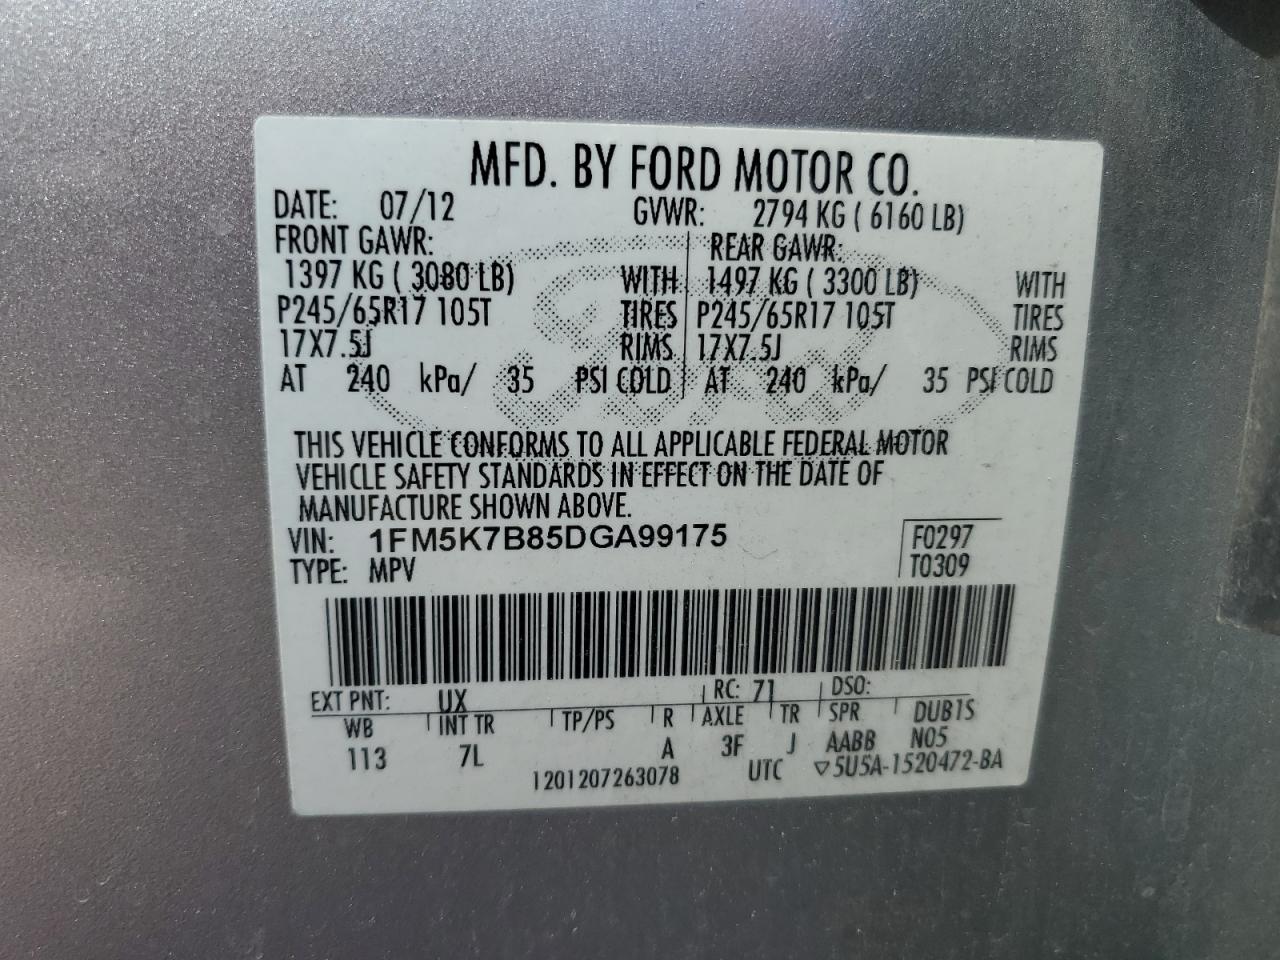 MFD. BY FORD MOTOR CO.
DATE: 07/12 GVWR: 2794 KG ( 6160 LB)
FRONT GAWR: REAR GAWR:
1397 KG ( 3080 LB) WITH 1497 KG ( 3300 LB) WITH
P245/65R17 105T TIRES P245/65R17 105T TIRES
17X7.5J RIMS 17X7.5J RIMS
AT 240 kPa/ 35 PSI COLD AT 240 kPa/ 35 PSI COLD
THIS VEHICLE CONFORMS TO ALL APPLICABLE FEDERAL MOTOR
VEHICLE SAFETY STANDARDS IN EFFECT ON THE DATE OF
MANUFACTURE SHOWN ABOVE.
VIN: 1FM5K7B85DGA99175 F0297
TYPE: MPV T0309
EXT PNT: UX RC: 71 DSO:
WB INT TR TP/PS R AXLE TR SPR DUB1S
113 7L A 3F J AABB N05
1201207263078 UTC ▽5U5A-1520472-BA
Ford